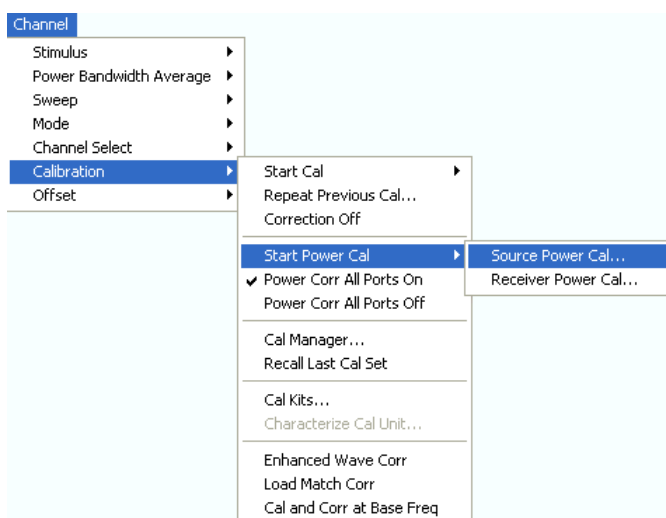 Channel
Stimulus
Power Bandwidth Average
Sweep
Mode
Channel Select
Calibration
Offset
Start Cal
Repeat Previous Cal...
Correction Off
Start Power Cal
Power Corr All Ports On
Power Corr All Ports Off
Cal Manager...
Recall Last Cal Set
Cal Kits...
Characterize Cal Unit...
Enhanced Wave Corr
Load Match Corr
Cal and Corr at Base Freq
Source Power Cal...
Receiver Power Cal...